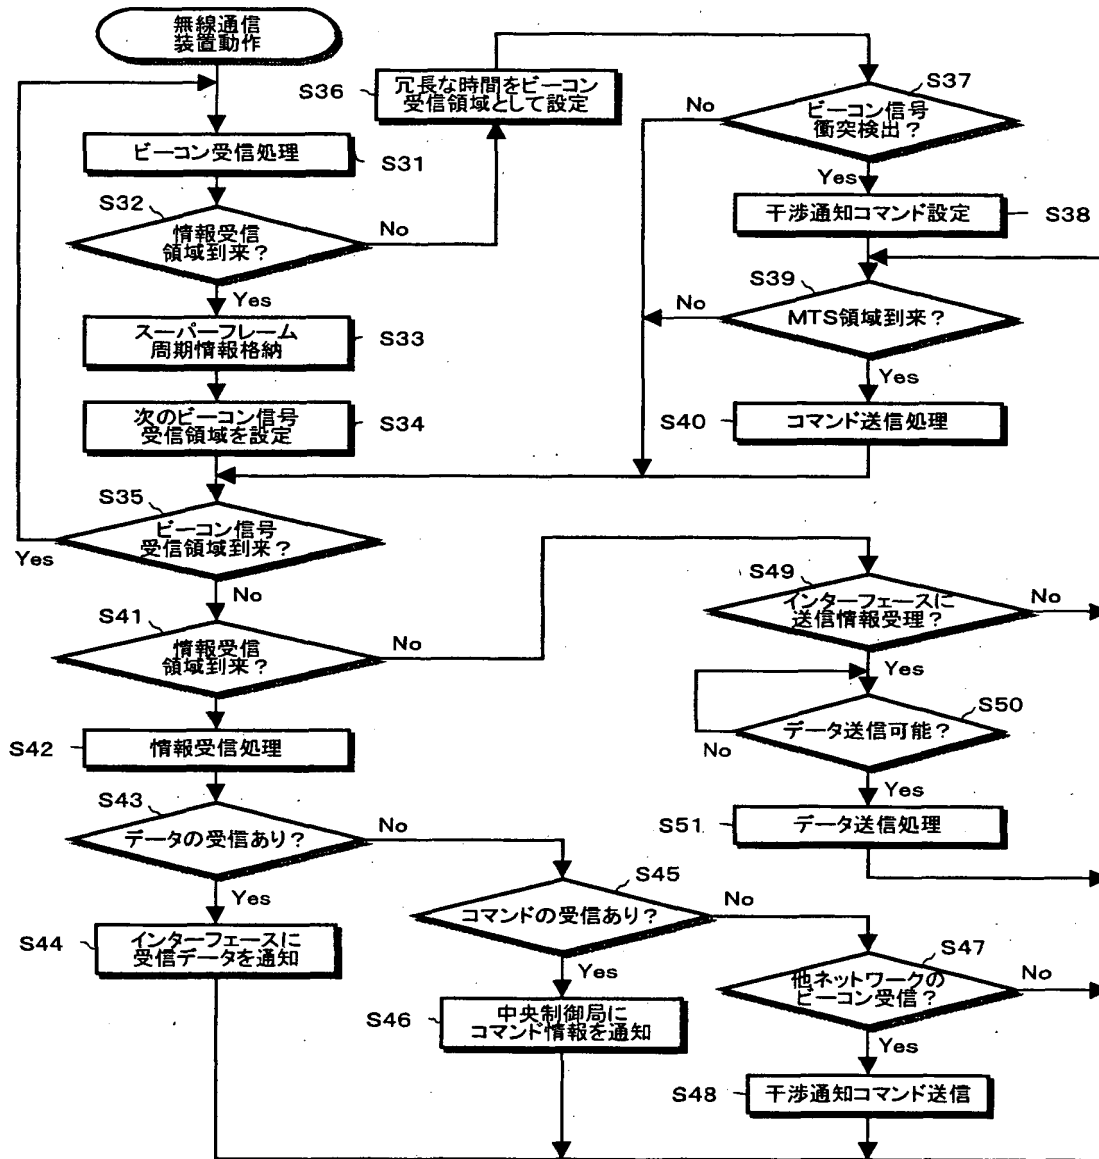 無線通信
装置動作
ビーコン受信処理
S31
S32
情報受信
領域到来?
No
Yes
スーパーフレーム
周期情報格納
S33
次のビーコン信号
受信領域を設定
S34
S35
ビーコン信号
受信領域到来?
Yes
No
S36
冗長な時間をビーコン
受信領域として設定
S37
ビーコン信号
衝突検出?
No
Yes
干渉通知コマンド設定
S38
S39
MTS領域到来?
No
Yes
S40
コマンド送信処理
S41
情報受信
領域到来?
No
S42
情報受信処理
S43
データの受信あり?
No
Yes
S44
インターフェースに
受信データを通知
S45
コマンドの受信あり?
No
Yes
S46
中央制御局に
コマンド情報を通知
S47
他ネットワークの
ビーコン受信?
No
Yes
S48
干渉通知コマンド送信
S49
インターフェースに
送信情報受理?
No
Yes
S50
データ送信可能?
No
Yes
S51
データ送信処理